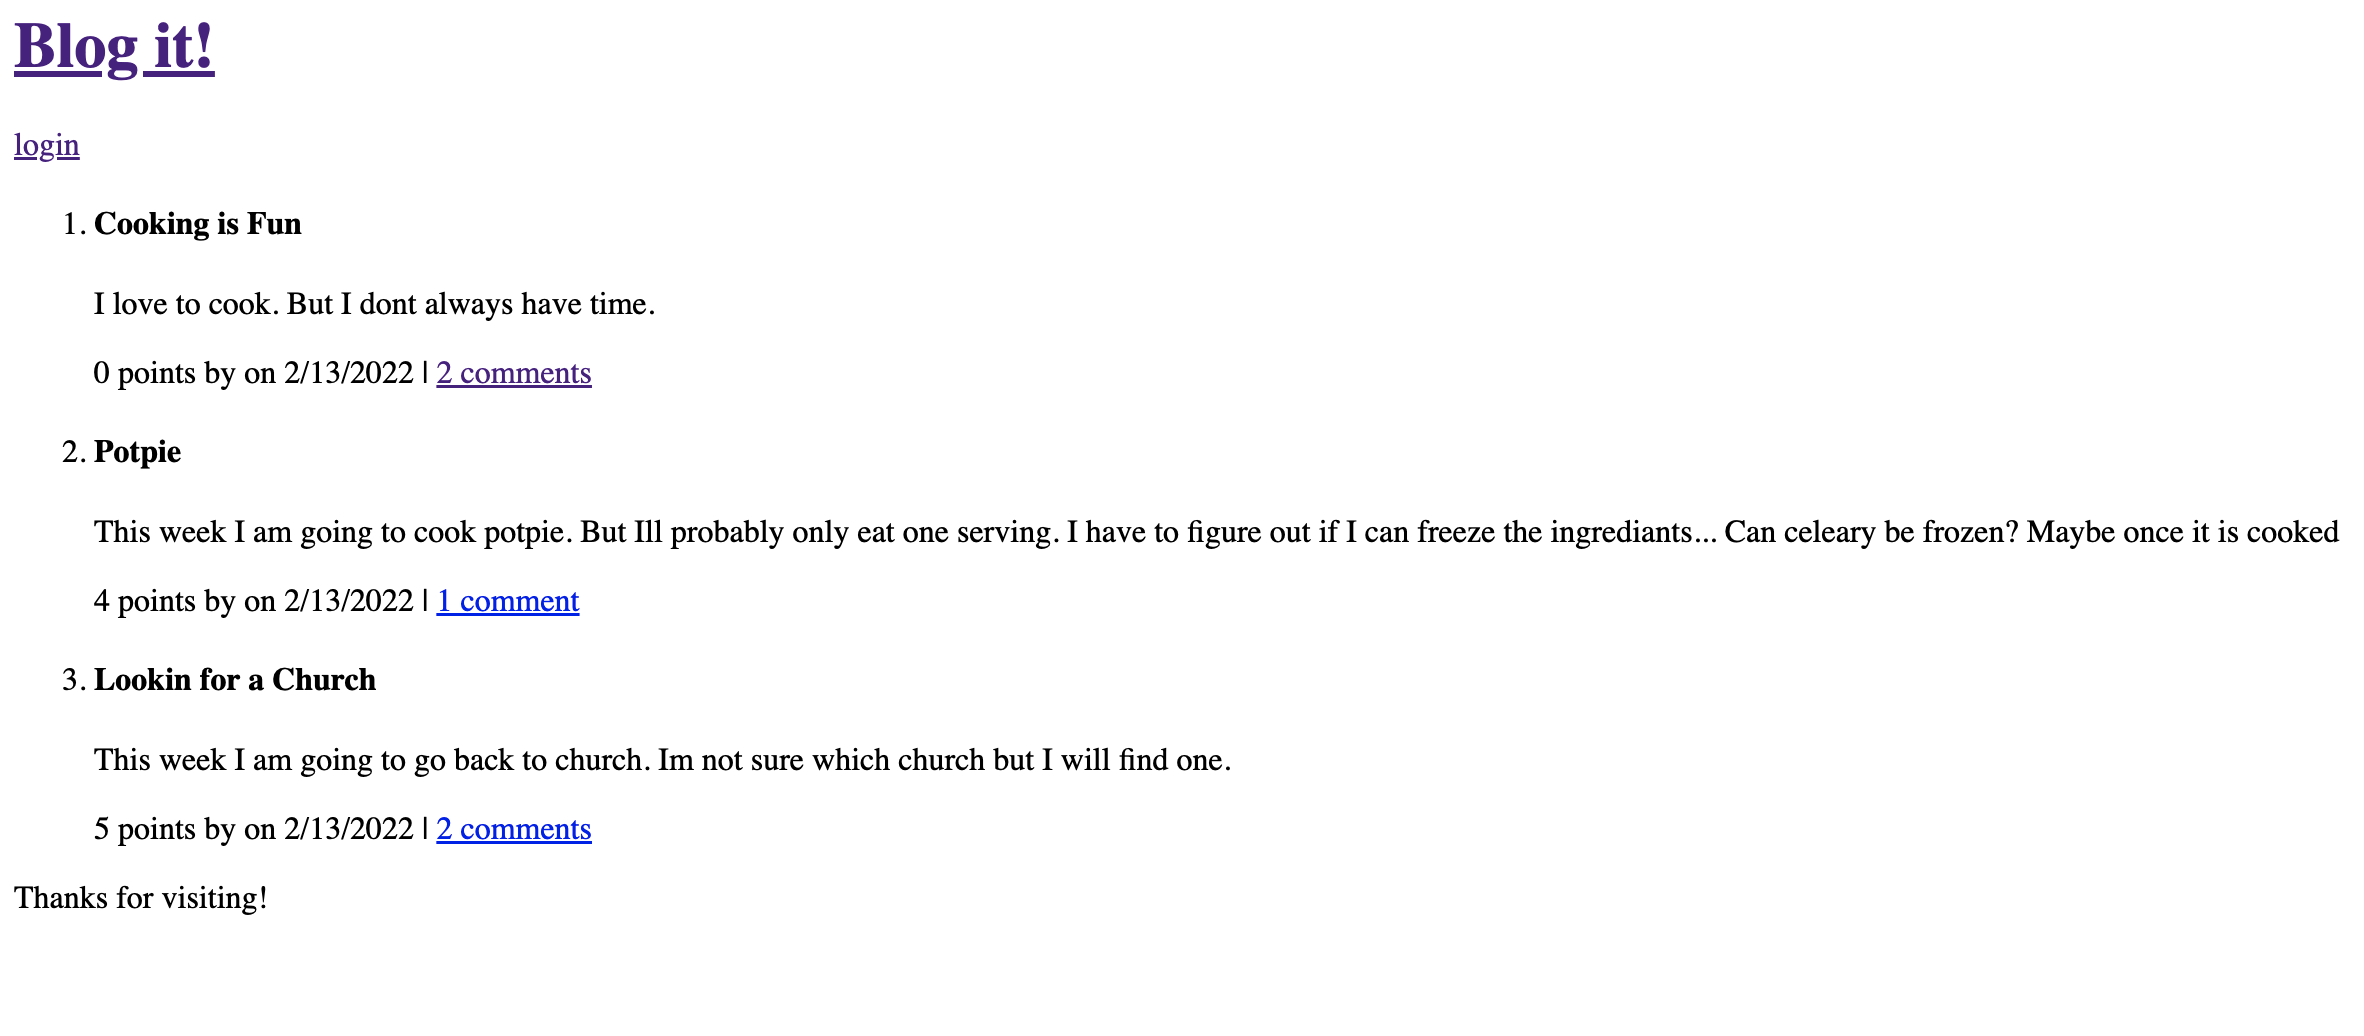 Blog it!
login
1. Cooking is Fun
I love to cook. But I dont always have time.
0 points by on 2/13/2022 | 2 comments
2. Potpie
This week I am going to cook potpie. But Ill probably only eat one serving. I have to figure out if I can freeze the ingrediants... Can celeary be frozen? Maybe once it is cooked
4 points by on 2/13/2022 | 1 comment
3. Lookin for a Church
This week I am going to go back to church. Im not sure which church but I will find one.
5 points by on 2/13/2022 | 2 comments
Thanks for visiting!